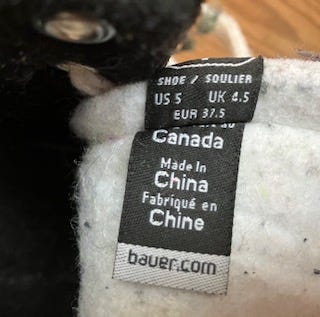 SHOE / SOULIER
US 5 UK 4.5
EUR 37.5
au
Canada
Made In
China
Fabriqué en
Chine
bauer.com